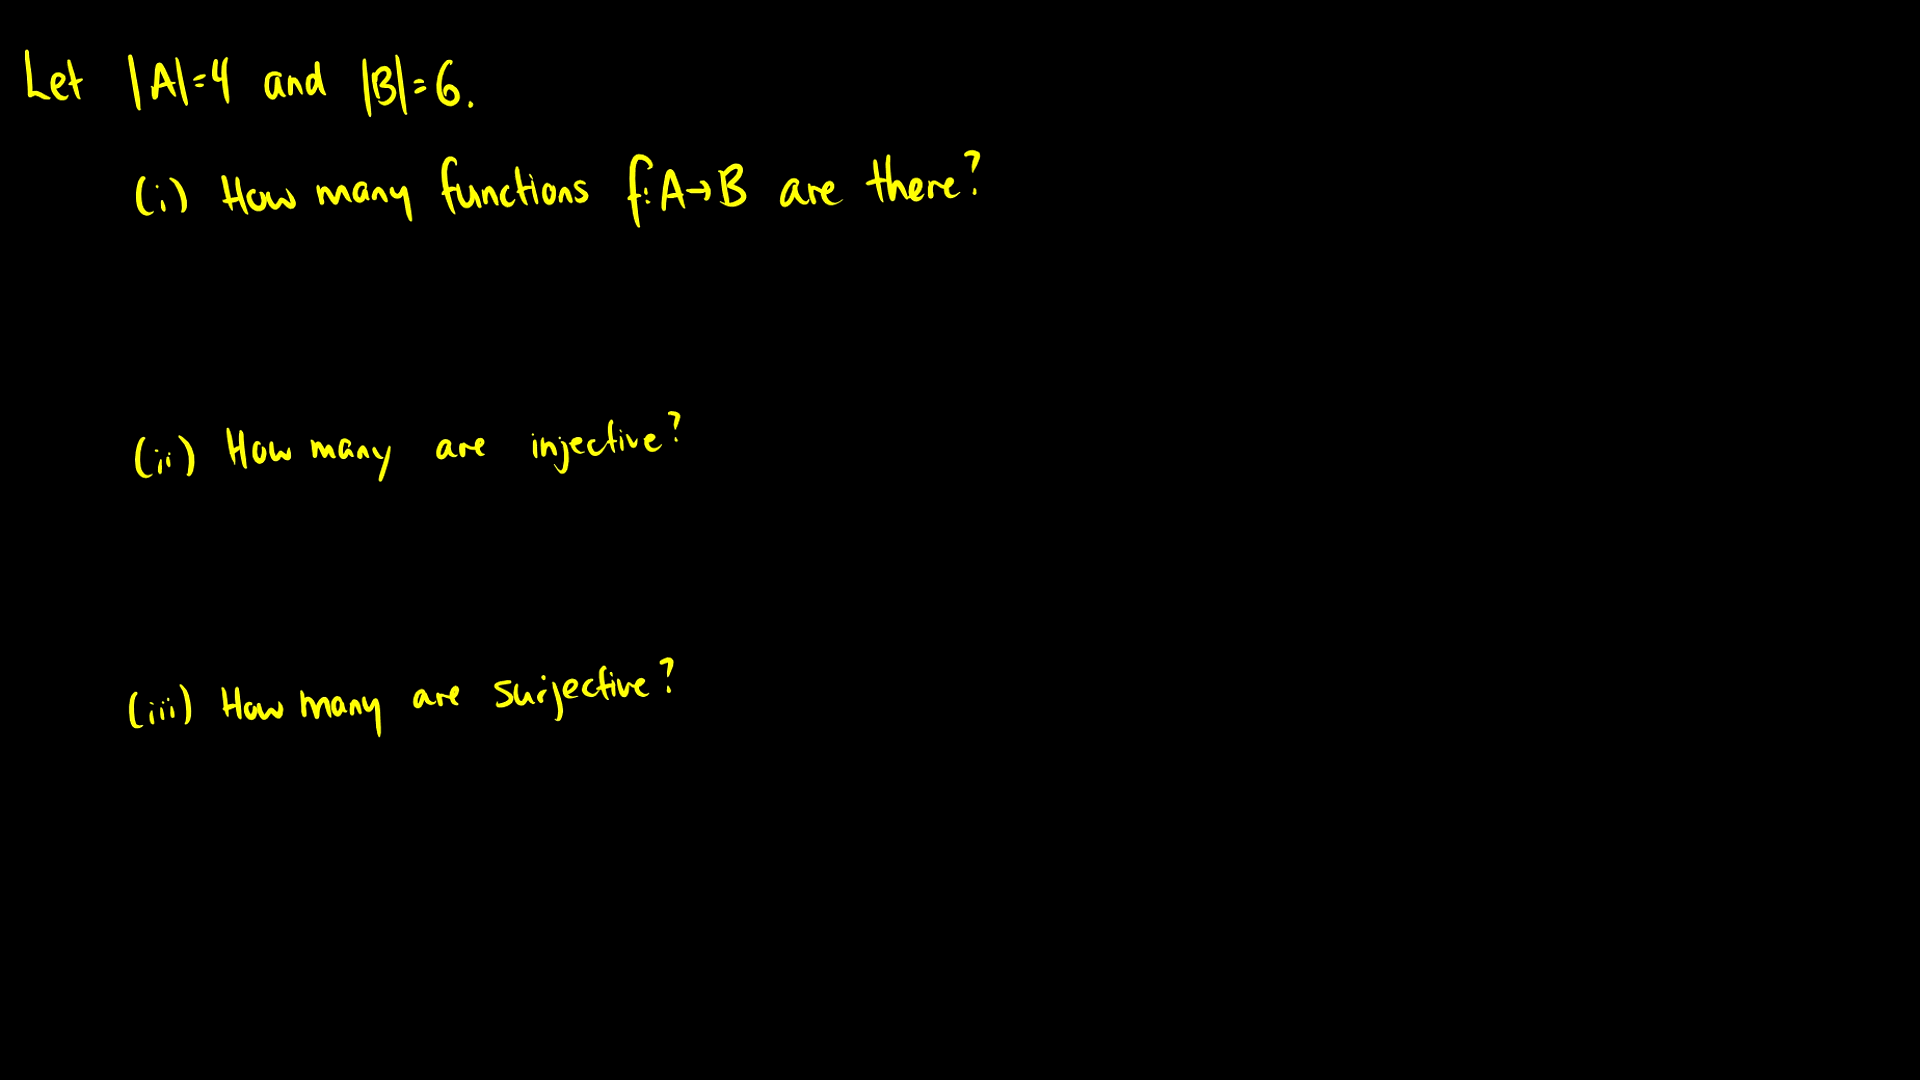 Let |A|=4 and |B|=6.
(i) How many functions f:A→B are there?
(ii) How many are injective?
(iii) How many are surjective?